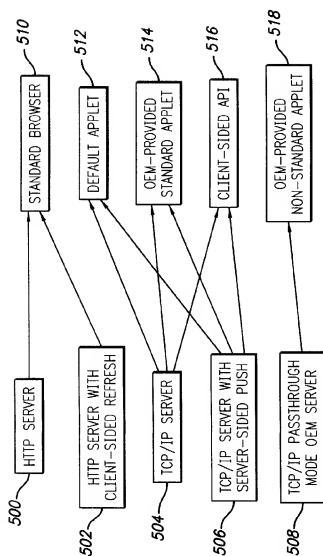 500
HTTP SERVER
502
HTTP SERVER WITH
CLIENT-SIDED REFRESH
504
TCP/IP SERVER
506
TCP/IP SERVER WITH
SERVER-SIDED PUSH
508
TCP/IP PASSTHROUGH
MODE OEM SERVER
510
STANDARD BROWSER
512
DEFAULT APPLET
514
OEM-PROVIDED
STANDARD APPLET
516
CLIENT-SIDED API
518
OEM-PROVIDED
NON-STANDARD APPLET